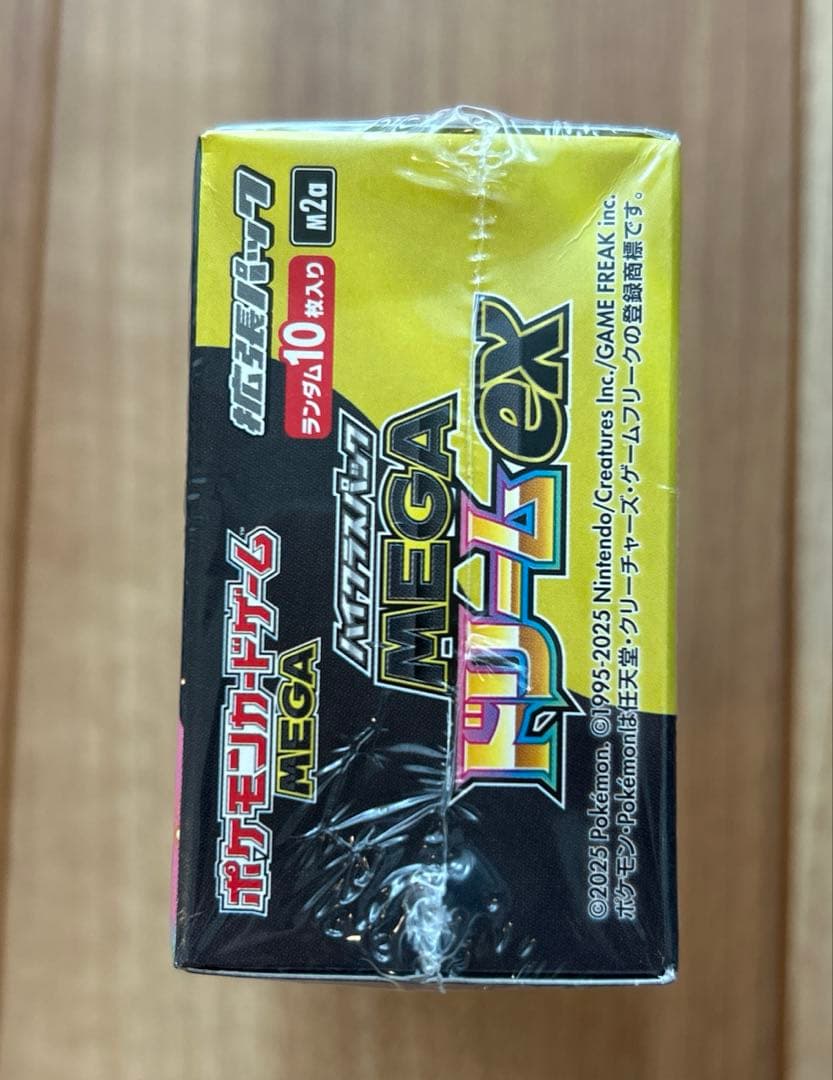 ポケモンカードゲーム™
MEGA
拡張パック
ランダム10枚入り
M2a
ハイクラスパック
MEGA
ドリームex
©2025 Pokémon. ©1995-2025 Nintendo/Creatures Inc./GAME FREAK inc.
ポケモン・Pokémonは任天堂・クリーチャーズ・ゲームフリークの登録商標です。